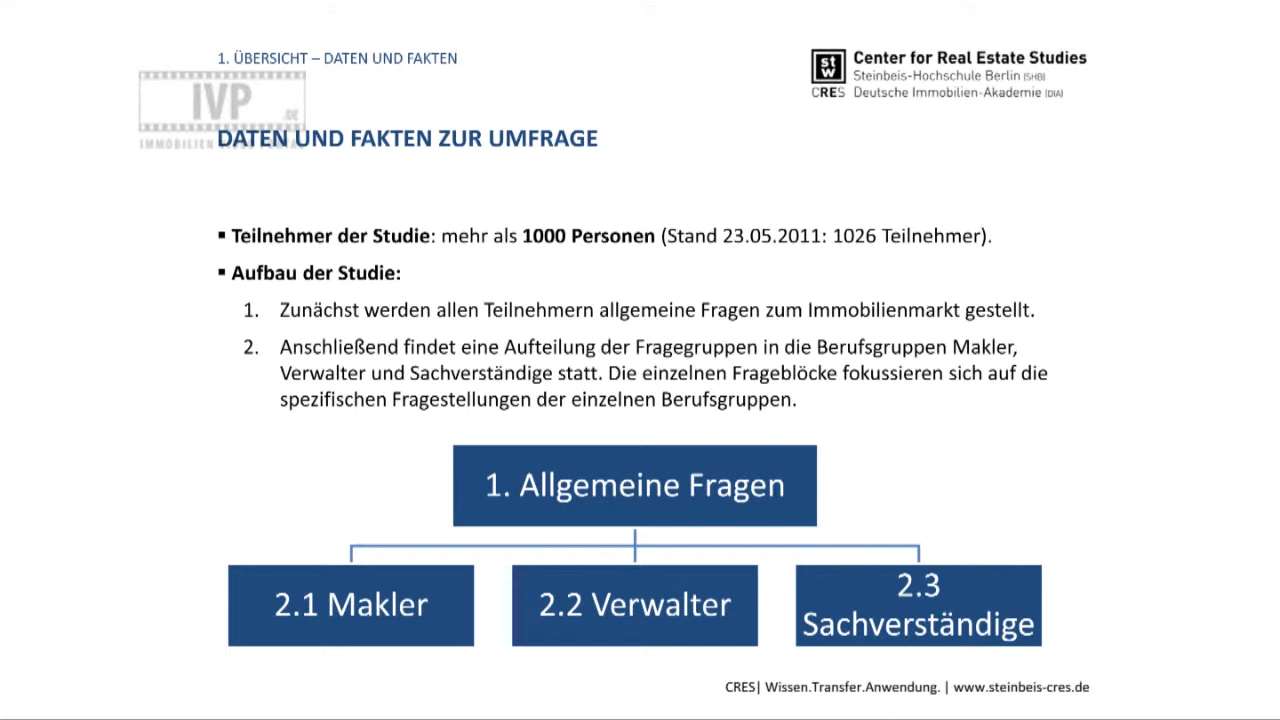 1. ÜBERSICHT – DATEN UND FAKTEN
stw
CRES
Center for Real Estate Studies
Steinbeis-Hochschule Berlin (SHB)
Deutsche Immobilien-Akademie (DIA)
IVP
.DE
IMMOBILIEN
DATEN UND FAKTEN ZUR UMFRAGE
▪ Teilnehmer der Studie: mehr als 1000 Personen (Stand 23.05.2011: 1026 Teilnehmer).
▪ Aufbau der Studie:
1. Zunächst werden allen Teilnehmern allgemeine Fragen zum Immobilienmarkt gestellt.
2. Anschließend findet eine Aufteilung der Fragegruppen in die Berufsgruppen Makler,
Verwalter und Sachverständige statt. Die einzelnen Frageblöcke fokussieren sich auf die
spezifischen Fragestellungen der einzelnen Berufsgruppen.
1. Allgemeine Fragen
2.1 Makler
2.2 Verwalter
2.3
Sachverständige
CRES| Wissen.Transfer.Anwendung. | www.steinbeis-cres.de